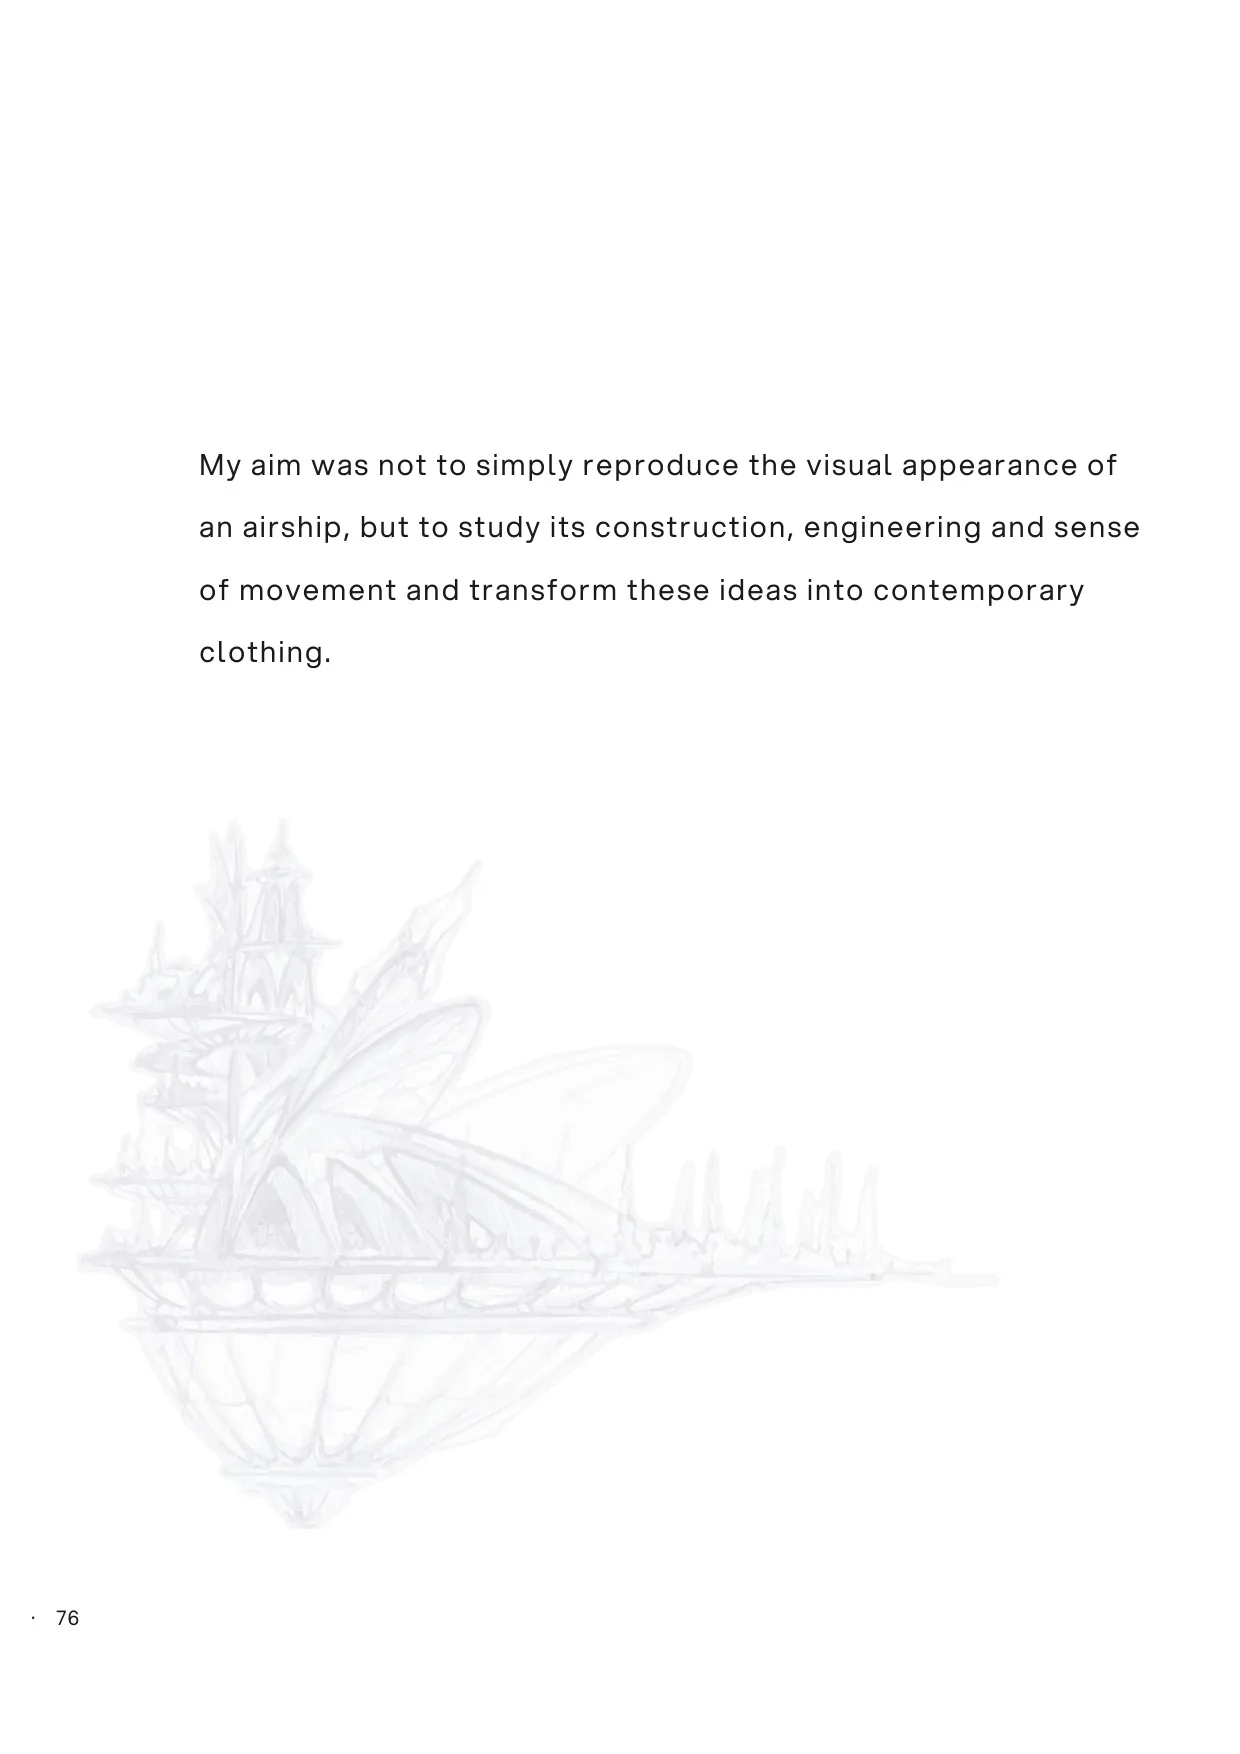 My aim was not to simply reproduce the visual appearance of
an airship, but to study its construction, engineering and sense
of movement and transform these ideas into contemporary
clothing.
· 76